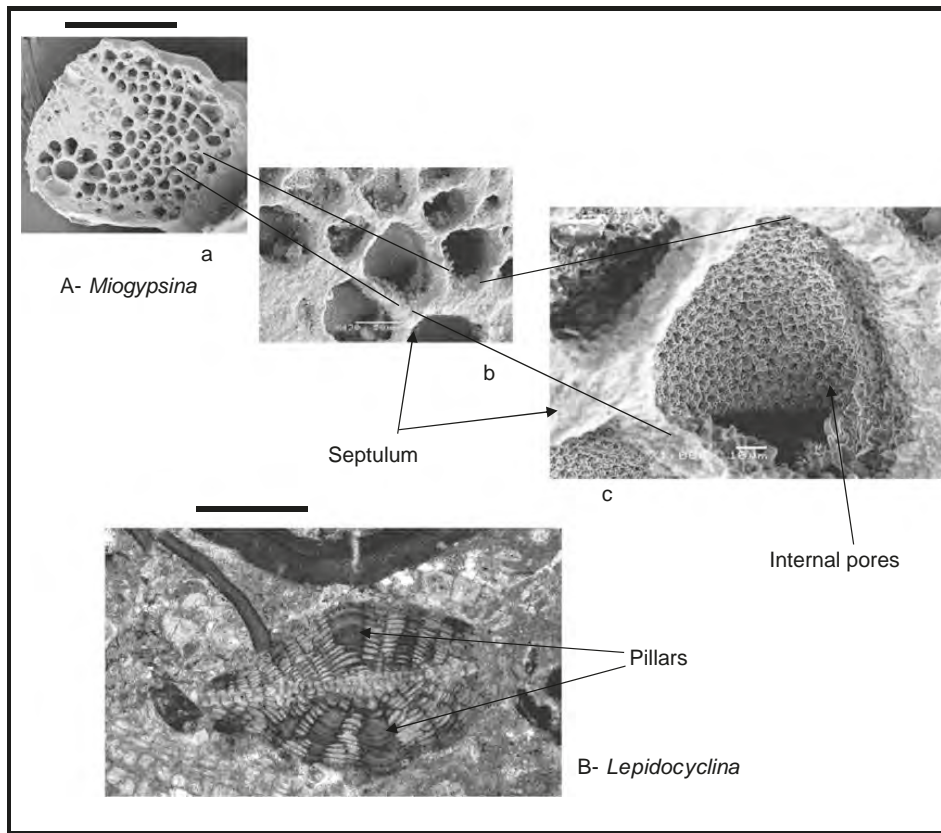 a
A- Miogypsina
b
Septulum
c
Internal pores
Pillars
B- Lepidocyclina